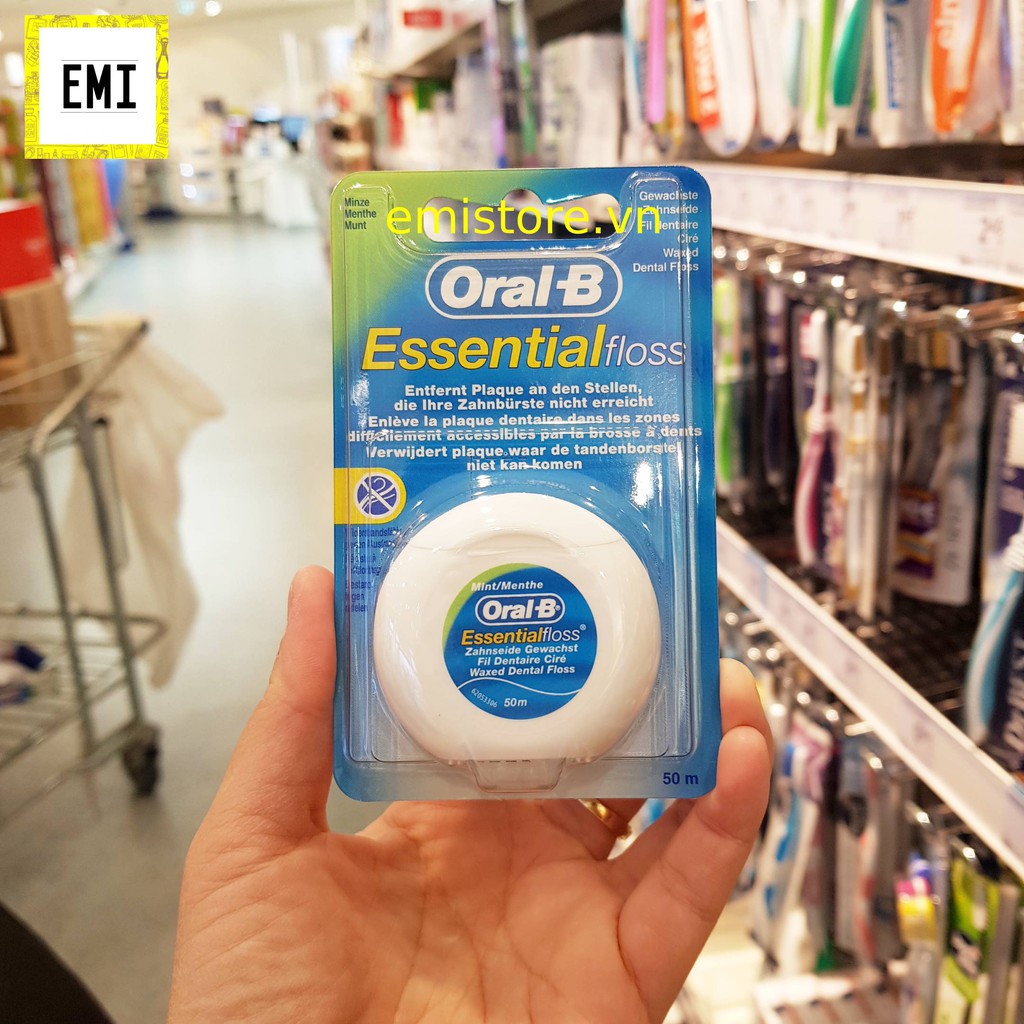 EMI
Minze
Menthe
Munt
emistore.vn
Gewachste
Zahnseide
Fil Dentaire
Ciré
Waxed
Dental Floss
Oral-B
Essentialfloss
Entfernt Plaque an den Stellen,
die Ihre Zahnbürste nicht erreicht
Enlève la plaque dentaire dans les zones
difficilement accessibles par la brosse à dents
Verwijdert plaque waar de tandenborstel
niet kan komen
Mint/Menthe
Oral-B®
Essentialfloss®
Zahnseide Gewachst
Fil Dentaire Ciré
Waxed Dental Floss
62053306 50m
50 m